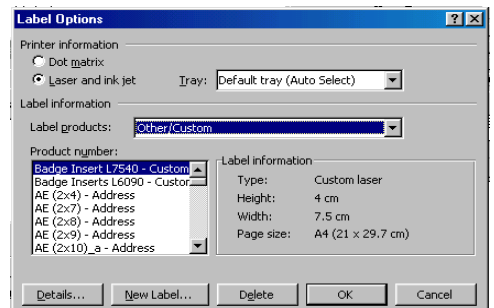 Label Options
Printer information
Dot matrix
Laser and ink jet Tray: Default tray (Auto Select)
Label information
Label products: Other/Custom
Product number:
Badge Insert L7540 - Custom
Badge Inserts L6090 - Custor
AE (2x4) - Address
AE (2x7) - Address
AE (2x8) - Address
AE (2x9) - Address
AE (2x10)_a - Address
Label information
Type: Custom laser
Height: 4 cm
Width: 7.5 cm
Page size: A4 (21 x 29.7 cm)
Details... New Label... Delete OK Cancel